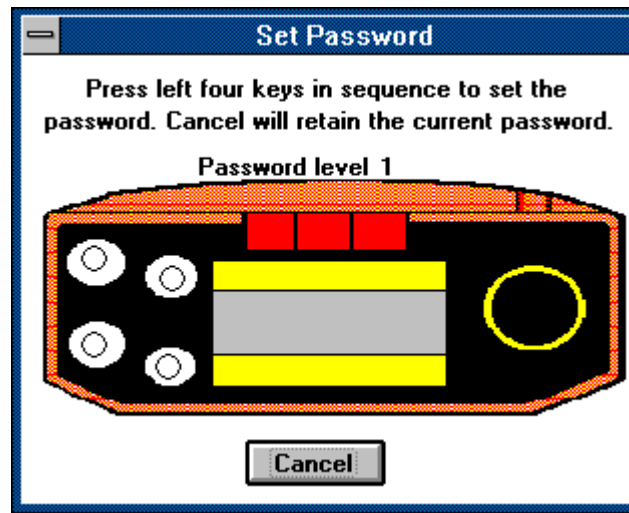 Set Password
Press left four keys in sequence to set the
password. Cancel will retain the current password.
Password level 1
Cancel